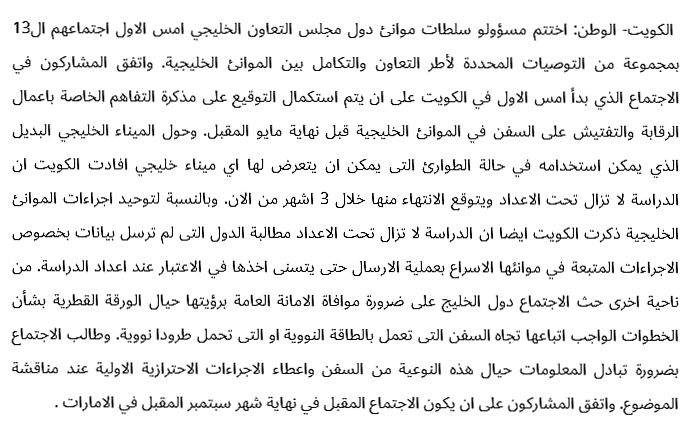 الكويت- الوطن: اختتم مسؤولو سلطات موانئ دول مجلس التعاون الخليجي امس الاول اجتماعهم ال13
بمجموعة من التوصيات المحددة لأطر التعاون والتكامل بين الموانئ الخليجية. واتفق المشاركون في
الاجتماع الذي بدأ امس الاول في الكويت على ان يتم استكمال التوقيع على مذكرة التفاهم الخاصة باعمال
الرقابة والتفتيش على السفن في الموانئ الخليجية قبل نهاية مايو المقبل. وحول الميناء الخليجي البديل
الذي يمكن استخدامه في حالة الطوارئ التى يمكن ان يتعرض لها اي ميناء خليجي افادت الكويت ان
الدراسة لا تزال تحت الاعداد ويتوقع الانتهاء منها خلال 3 اشهر من الان. وبالنسبة لتوحيد اجراءات الموانئ
الخليجية ذكرت الكويت ايضا ان الدراسة لا تزال تحت الاعداد مطالبة الدول التى لم ترسل بيانات بخصوص
الاجراءات المتبعة في موانئها الاسراع بعملية الارسال حتى يتسنى اخذها في الاعتبار عند اعداد الدراسة. من
ناحية اخرى حث الاجتماع دول الخليج على ضرورة موافاة الامانة العامة برؤيتها حيال الورقة القطرية بشأن
الخطوات الواجب اتباعها تجاه السفن التى تعمل بالطاقة النووية او التى تحمل طرودا نووية. وطالب الاجتماع
بضرورة تبادل المعلومات حيال هذه النوعية من السفن واعطاء الاجراءات الاحترازية الاولية عند مناقشة
الموضوع. واتفق المشاركون على ان يكون الاجتماع المقبل في نهاية شهر سبتمبر المقبل في الامارات .